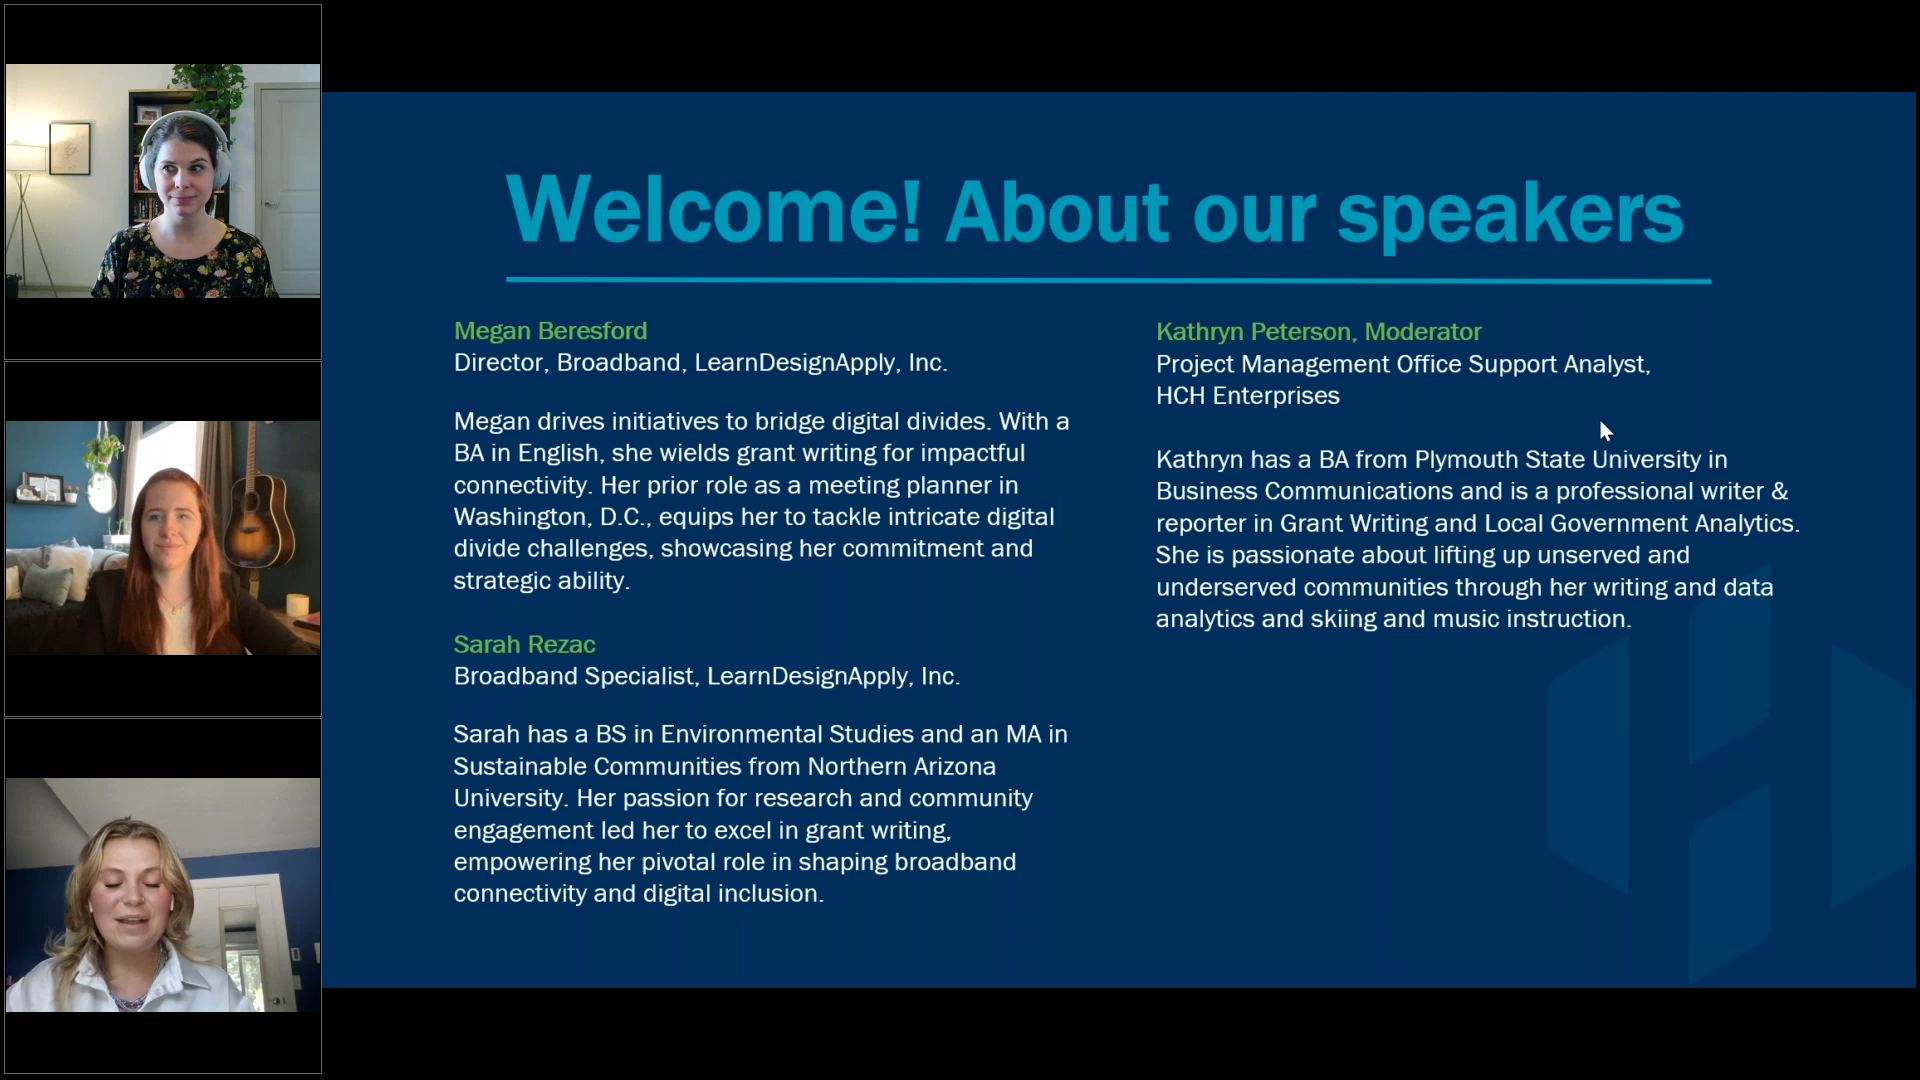 Welcome! About our speakers
Megan Beresford
Director, Broadband, LearnDesignApply, Inc.
Megan drives initiatives to bridge digital divides. With a
BA in English, she wields grant writing for impactful
connectivity. Her prior role as a meeting planner in
Washington, D.C., equips her to tackle intricate digital
divide challenges, showcasing her commitment and
strategic ability.
Sarah Rezac
Broadband Specialist, LearnDesignApply, Inc.
Sarah has a BS in Environmental Studies and an MA in
Sustainable Communities from Northern Arizona
University. Her passion for research and community
engagement led her to excel in grant writing,
empowering her pivotal role in shaping broadband
connectivity and digital inclusion.
Kathryn Peterson, Moderator
Project Management Office Support Analyst,
HCH Enterprises
Kathryn has a BA from Plymouth State University in
Business Communications and is a professional writer &
reporter in Grant Writing and Local Government Analytics.
She is passionate about lifting up unserved and
underserved communities through her writing and data
analytics and skiing and music instruction.